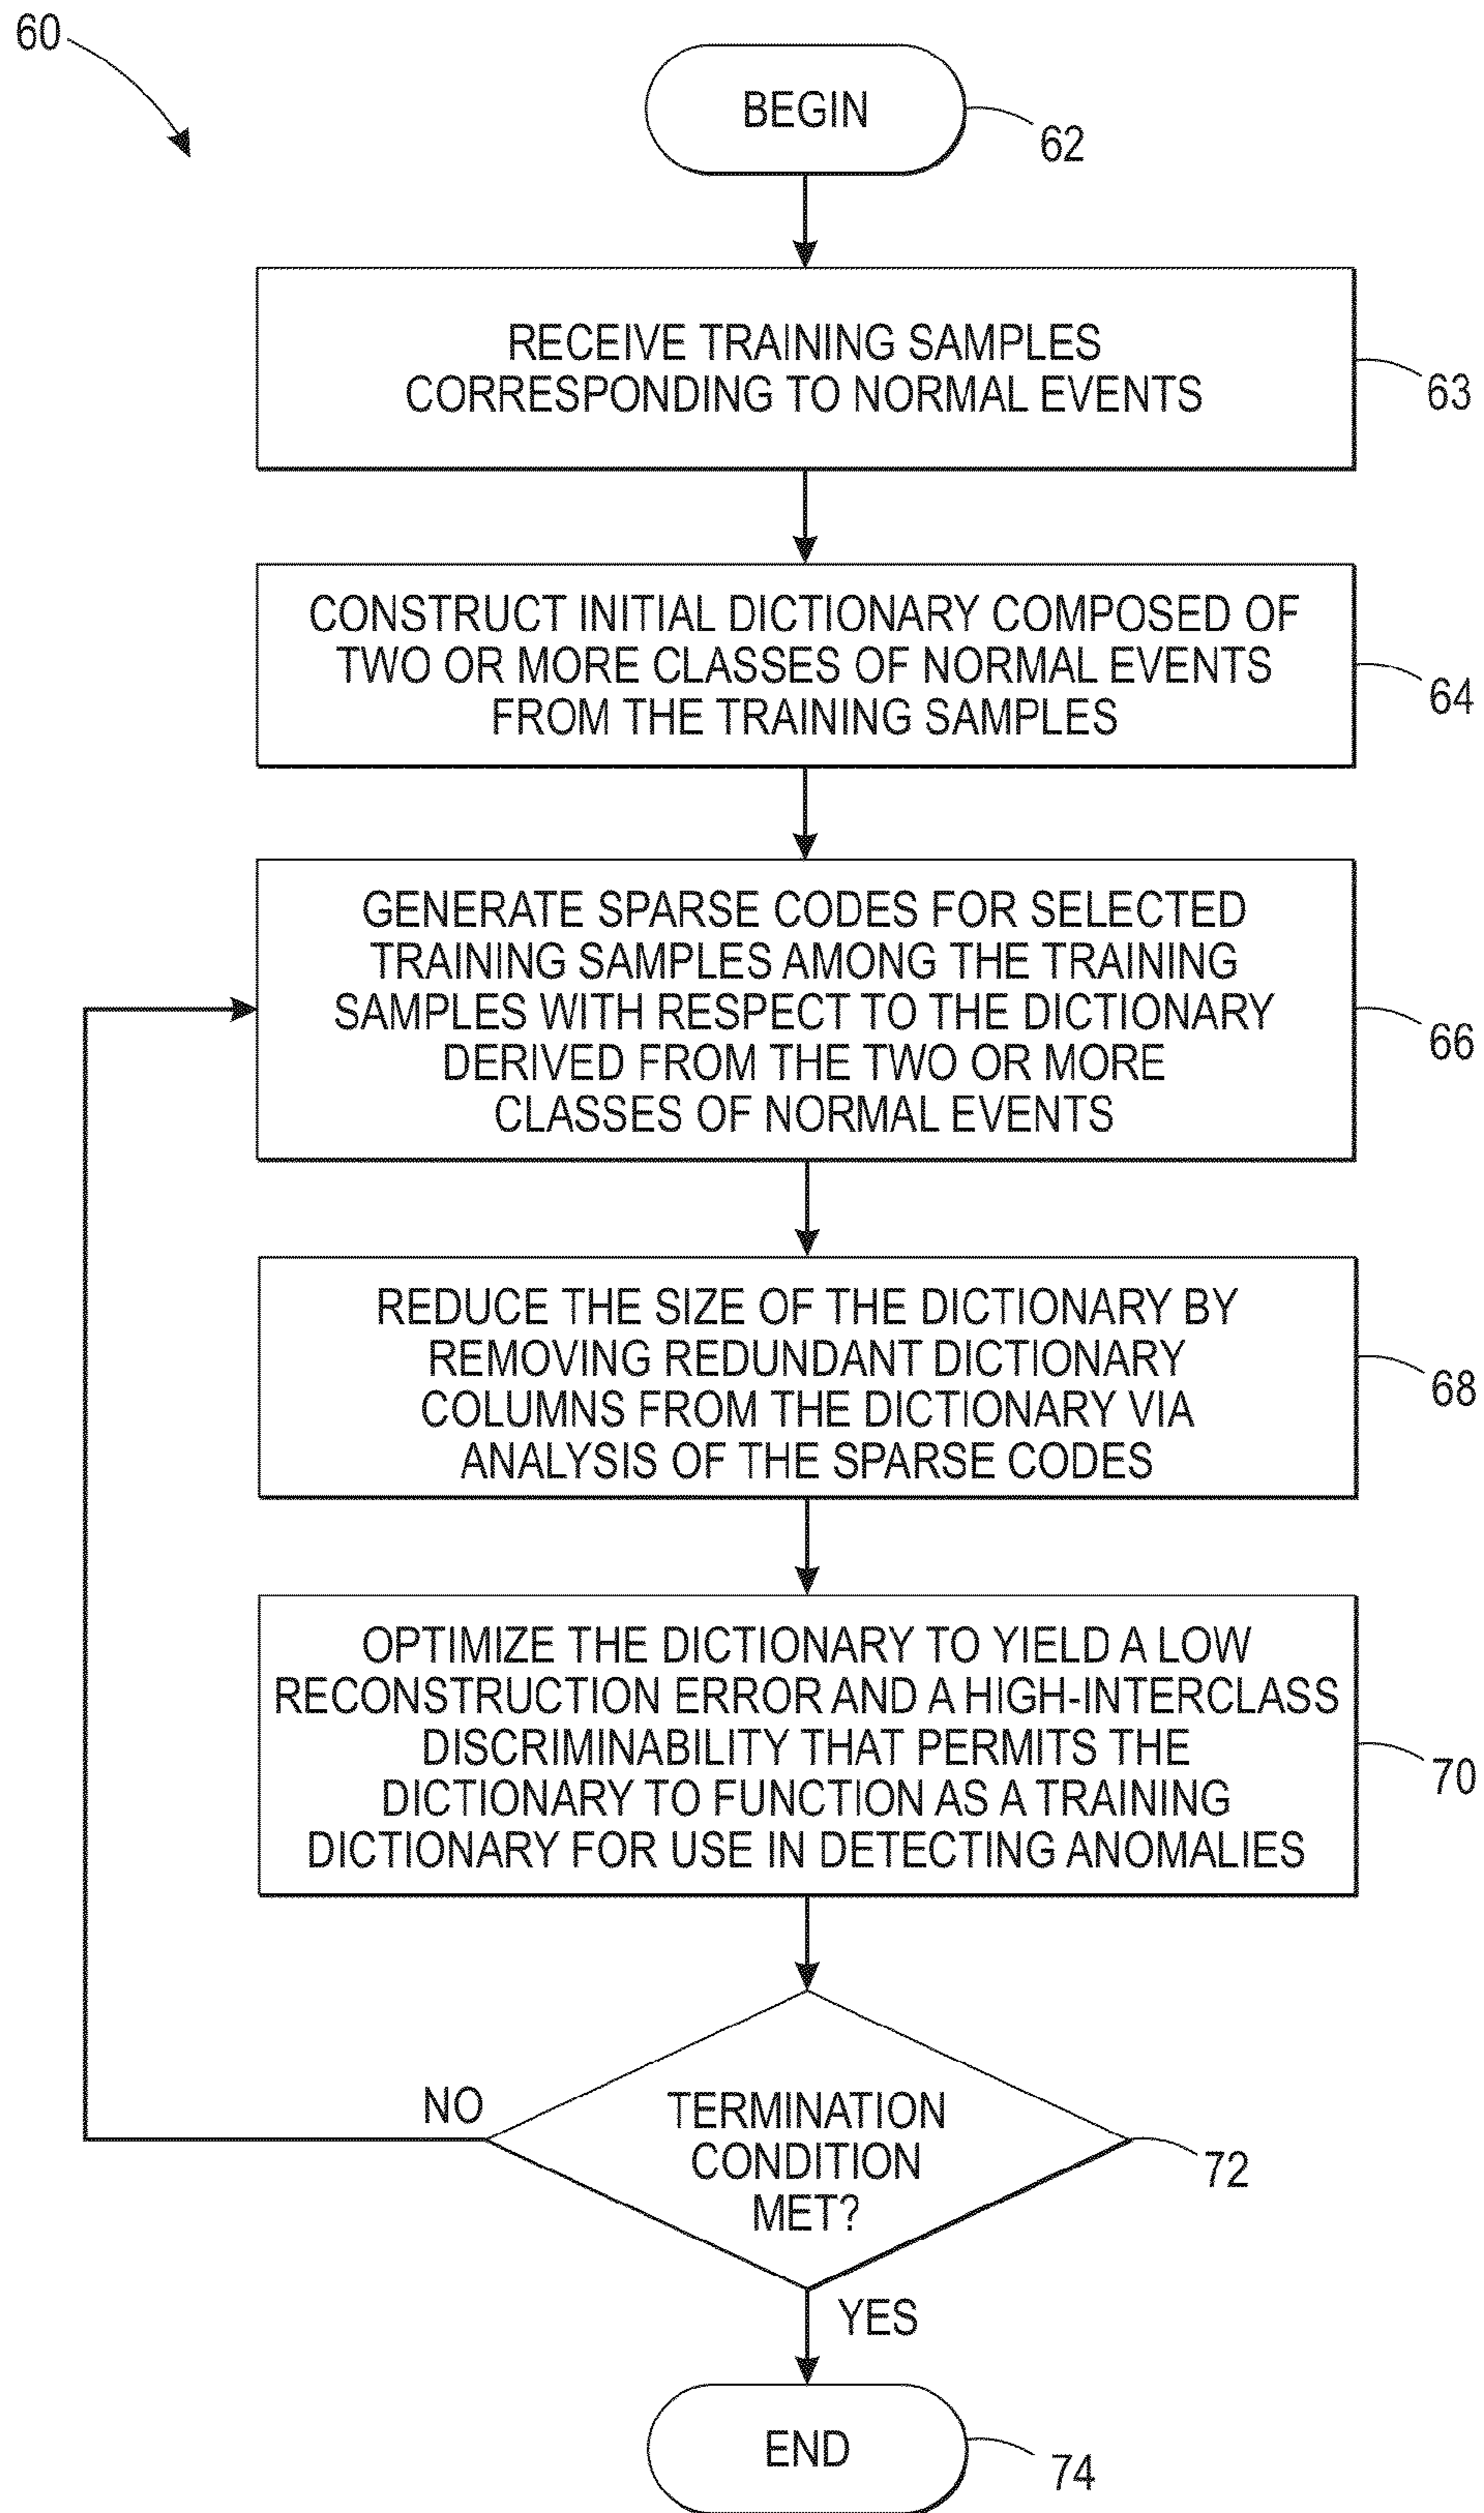 60
BEGIN
62
RECEIVE TRAINING SAMPLES
CORRESPONDING TO NORMAL EVENTS
63
CONSTRUCT INITIAL DICTIONARY COMPOSED OF
TWO OR MORE CLASSES OF NORMAL EVENTS
FROM THE TRAINING SAMPLES
64
GENERATE SPARSE CODES FOR SELECTED
TRAINING SAMPLES AMONG THE TRAINING
SAMPLES WITH RESPECT TO THE DICTIONARY
DERIVED FROM THE TWO OR MORE
CLASSES OF NORMAL EVENTS
66
REDUCE THE SIZE OF THE DICTIONARY BY
REMOVING REDUNDANT DICTIONARY
COLUMNS FROM THE DICTIONARY VIA
ANALYSIS OF THE SPARSE CODES
68
OPTIMIZE THE DICTIONARY TO YIELD A LOW
RECONSTRUCTION ERROR AND A HIGH-INTERCLASS
DISCRIMINABILITY THAT PERMITS THE
DICTIONARY TO FUNCTION AS A TRAINING
DICTIONARY FOR USE IN DETECTING ANOMALIES
70
NO
TERMINATION
CONDITION
MET?
72
YES
END
74